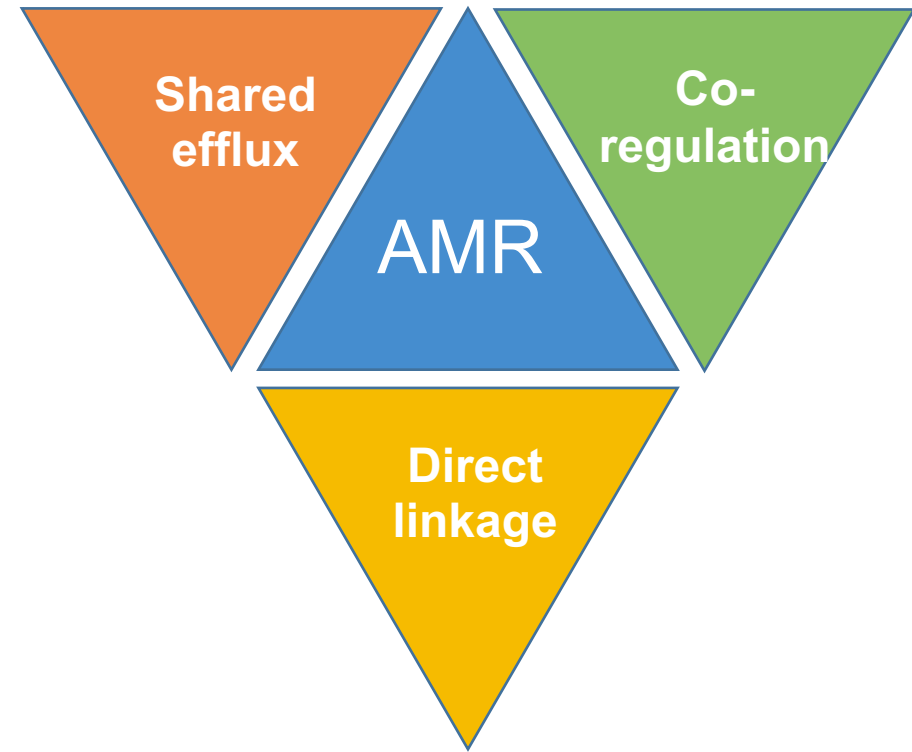 Shared
efflux
Co-
regulation
AMR
Direct
linkage